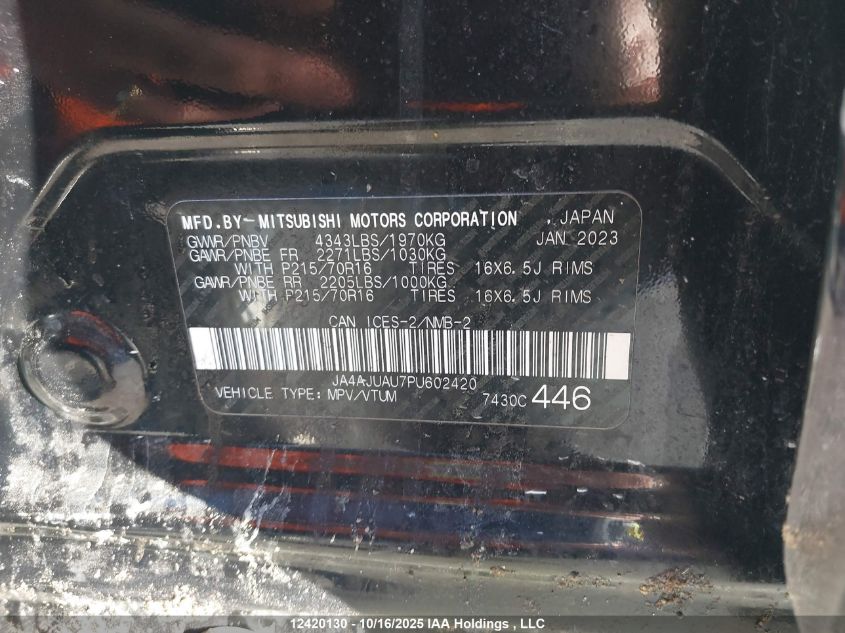 MFD.BY-MITSUBISHI MOTORS CORPORATION , JAPAN
GWVR/PNBV 4343LBS/1970KG JAN 2023
GAWR/PNBE FR 2271LBS/1030KG
WITH P215/70R16 TIRES 16X6.5J RIMS
GAWR/PNBE RR 2205LBS/1000KG
WITH P215/70R16 TIRES 16X6.5J RIMS
CAN ICES-2/NMB-2
JA4AJUAU7PU602420
VEHICLE TYPE: MPV/VTUM 7430C 446
12420130 - 10/16/2025 IAA Holdings , LLC